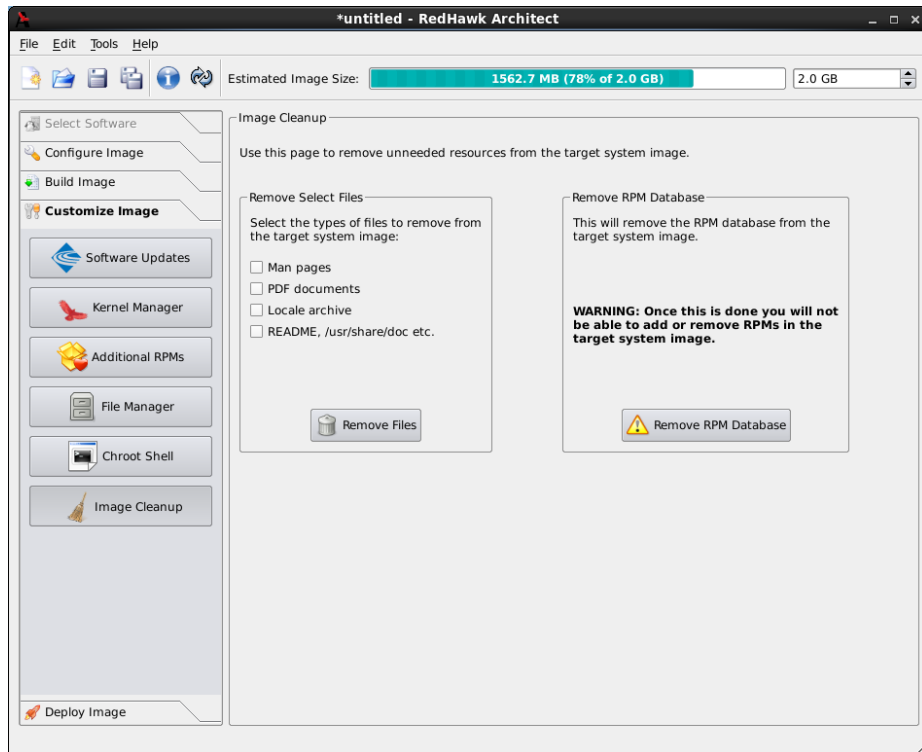 *untitled - RedHawk Architect
File Edit Tools Help
Estimated Image Size: 1562.7 MB (78% of 2.0 GB) 2.0 GB
Select Software
Configure Image
Build Image
Customize Image
Software Updates
Kernel Manager
Additional RPMs
File Manager
Chroot Shell
Image Cleanup
Deploy Image
Image Cleanup
Use this page to remove unneeded resources from the target system image.
Remove Select Files
Select the types of files to remove from
the target system image:
Man pages
PDF documents
Locale archive
README, /usr/share/doc etc.
Remove Files
Remove RPM Database
This will remove the RPM database from the
target system image.
WARNING: Once this is done you will not
be able to add or remove RPMs in the
target system image.
Remove RPM Database